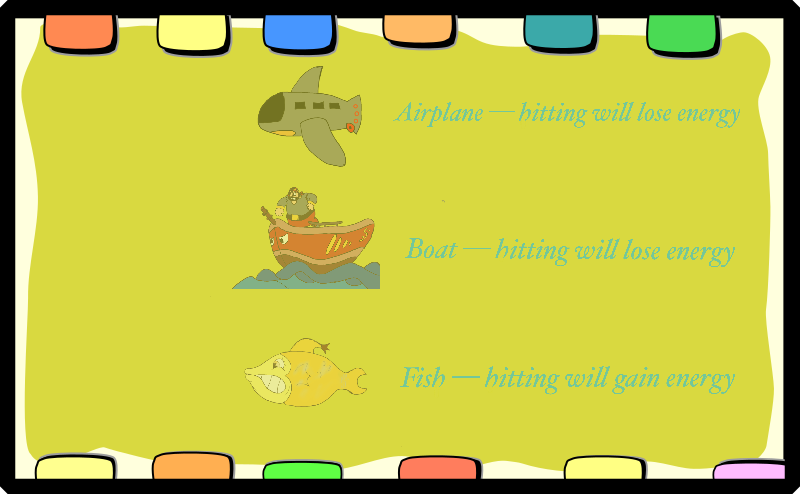 Airplane — hitting will lose energy
Boat — hitting will lose energy
Fish — hitting will gain energy